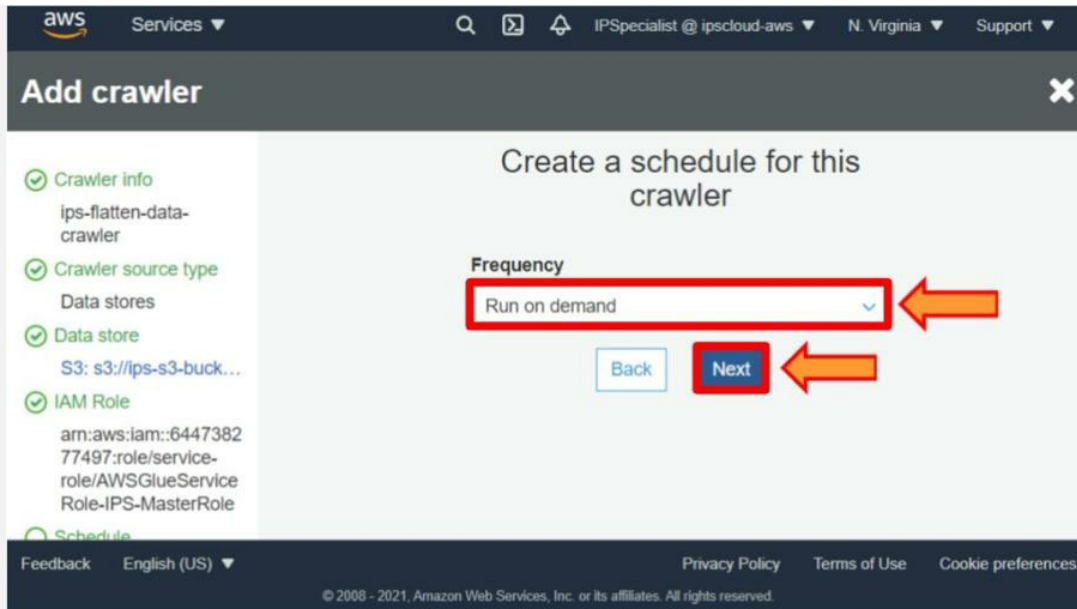 aws Services ▼ IPSpecialist @ ipscloud-aws ▼ N. Virginia ▼ Support ▼
Add crawler
Crawler info
ips-flatten-data-
crawler
Crawler source type
Data stores
Data store
S3: s3://ips-s3-buck...
IAM Role
arn:aws:iam::6447382
77497:role/service-
role/AWSGlueService
Role-IPS-MasterRole
Schedule
Create a schedule for this
crawler
Frequency
Run on demand
Back Next
Feedback English (US) ▼ Privacy Policy Terms of Use Cookie preferences
© 2008 - 2021, Amazon Web Services, Inc. or its affiliates. All rights reserved.